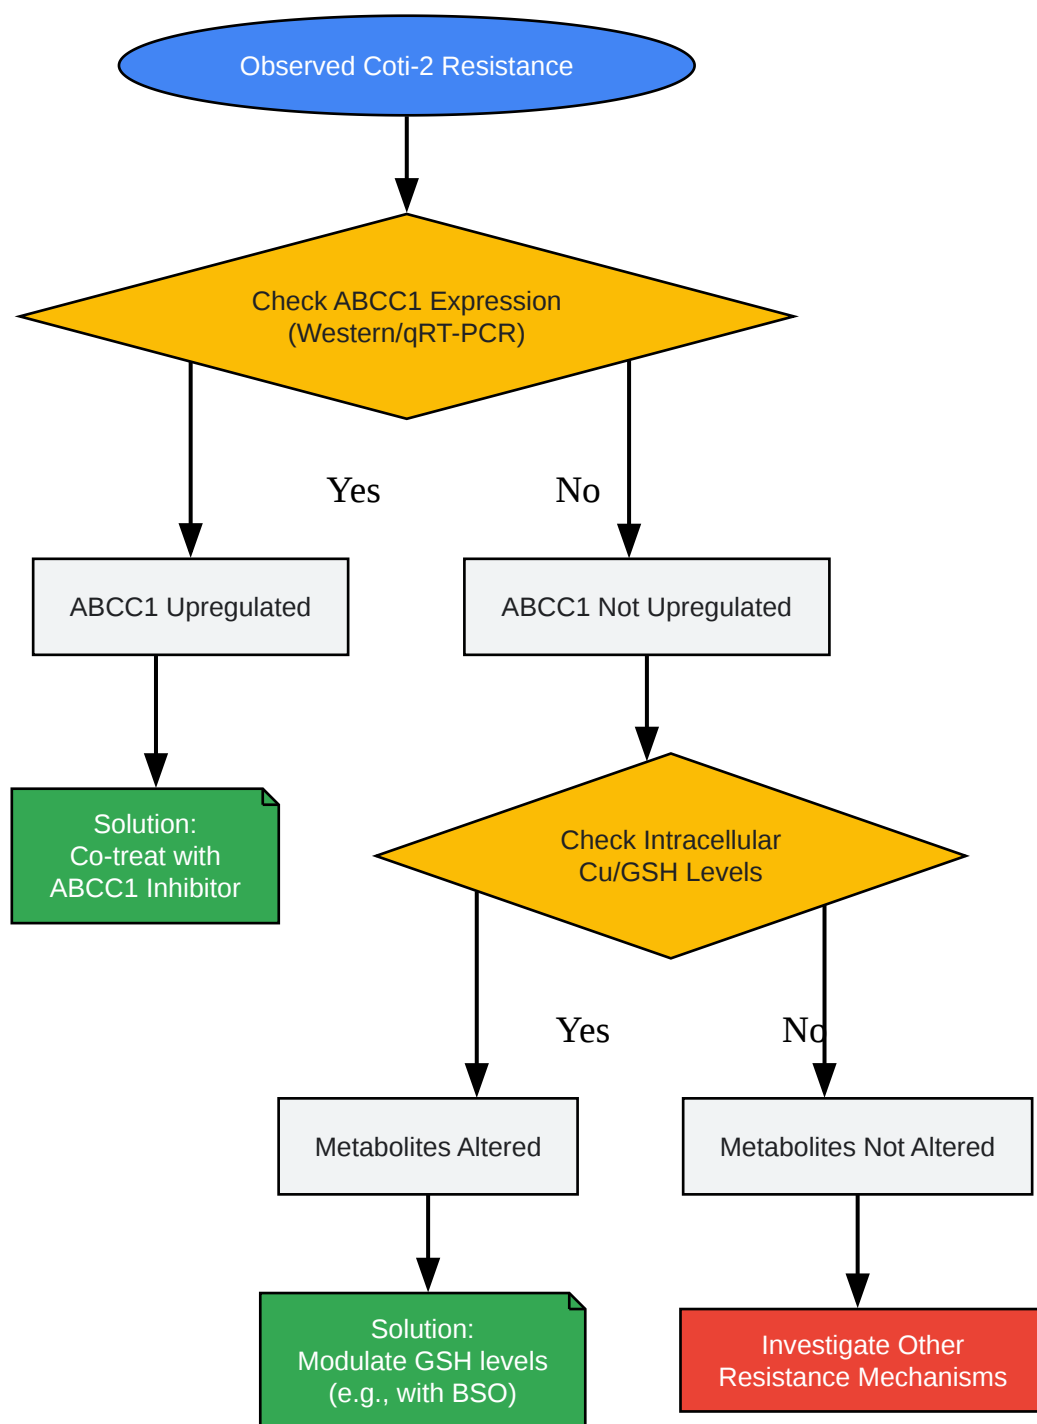 Observed Coti-2 Resistance
Check ABCC1 Expression
(Western/qRT-PCR)
Yes
No
ABCC1 Upregulated
ABCC1 Not Upregulated
Solution:
Co-treat with
ABCC1 Inhibitor
Check Intracellular
Cu/GSH Levels
Yes
No
Metabolites Altered
Metabolites Not Altered
Solution:
Modulate GSH levels
(e.g., with BSO)
Investigate Other
Resistance Mechanisms